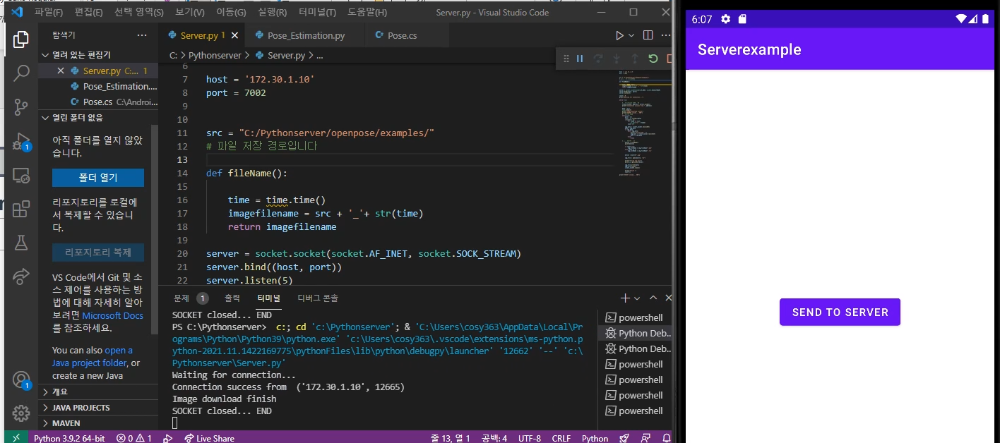 파일(F) 편집(E) 선택 영역(S) 보기(V) 이동(G) 실행(R) 터미널(T) 도움말(H) Server.py - Visual Studio Code
탐색기
Server.py 1 Pose_Estimation.py Pose.cs
열려 있는 편집기
C: > Pythonserver > Server.py > ...
Server.py C:... 1
Pose_Estimation....
Pose.cs C:\Androi...
열린 폴더 없음
아직 폴더를 열지 않았
습니다.
폴더 열기
리포지토리를 로컬에
서 복제할 수 있습니
다.
리포지토리 복제
VS Code에서 Git 및 소
스 제어를 사용하는 방
법에 대해 자세히 알아
보려면 Microsoft Docs
를 참조하세요.
You can also open a
Java project folder, or
create a new Java
개요
JAVA PROJECTS
MAVEN
6
7 host = '172.30.1.10'
8 port = 7002
9
10
11 src = "C:/Pythonserver/openpose/examples/"
12 # 파일 저장 경로입니다
13
14 def fileName():
15
16 time = time.time()
17 imagefilename = src + '_'+ str(time)
18 return imagefilename
19
20 server = socket.socket(socket.AF_INET, socket.SOCK_STREAM)
21 server.bind((host, port))
22 server.listen(5)
문제 1 출력 터미널 디버그 콘솔
SOCKET closed... END
PS C:\Pythonserver> c:; cd 'c:\Pythonserver'; & 'C:\Users\cosy363\AppData\Local\Pr
ograms\Python\Python39\python.exe' 'c:\Users\cosy363\.vscode\extensions\ms-python.p
ython-2021.11.1422169775\pythonFiles\lib\python\debugpy\launcher' '12662' '--' 'c:\
Pythonserver\Server.py'
Waiting for connection...
Connection success from ('172.30.1.10', 12665)
Image download finish
SOCKET closed... END
powershell
Python Deb...
Python Deb...
powershell
powershell
powershell
powershell
1
1
Python 3.9.2 64-bit 0 1 Live Share 줄 13, 열 1 공백: 4 UTF-8 CRLF Python
6:07
Serverexample
SEND TO SERVER